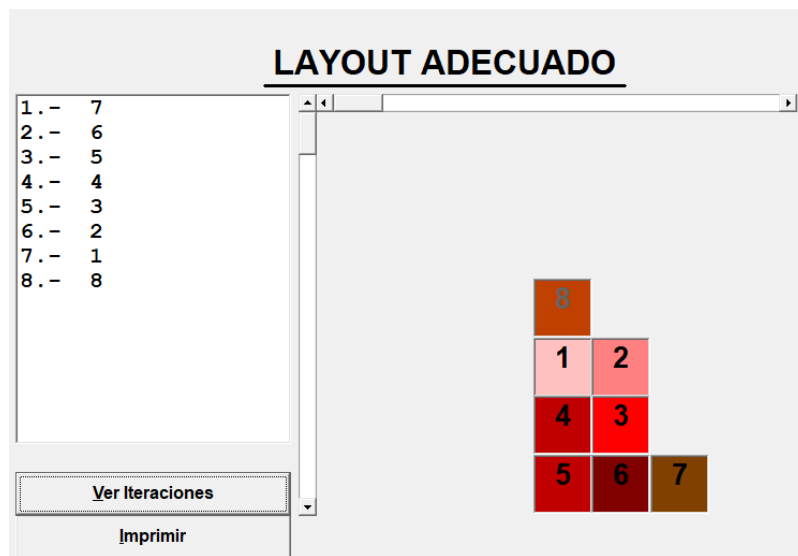 LAYOUT ADECUADO
1.- 7
2.- 6
3.- 5
4.- 4
5.- 3
6.- 2
7.- 1
8.- 8
8
1 2
4 3
5 6 7
Ver Iteraciones
Imprimir